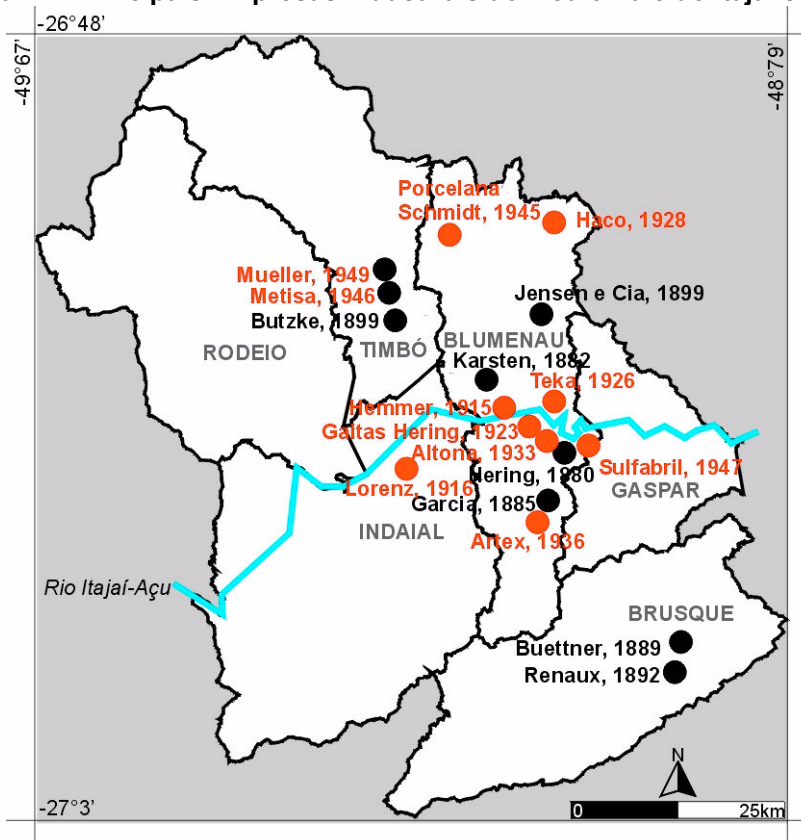 -26°48'
-49°67'
-48°79'
Porcelana
Schmidt, 1945
Haco, 1928
Mueller, 1949
Metisa, 1946
Jensen e Cia, 1899
Butzke, 1899
BLUMENAU
RODEIO
TIMBÓ
Karsten, 1882
Teka, 1926
Hemmer, 1915
Galtas Hering, 1923
Altona, 1933
Sulfabril, 1947
Hering, 1880
Lorenz, 1916
GASPAR
Garcia, 1885
INDAIAL
Artex, 1936
Rio Itajaí-Açu
BRUSQUE
Buettner, 1889
Renaux, 1892
N
-27°3'
0 25km